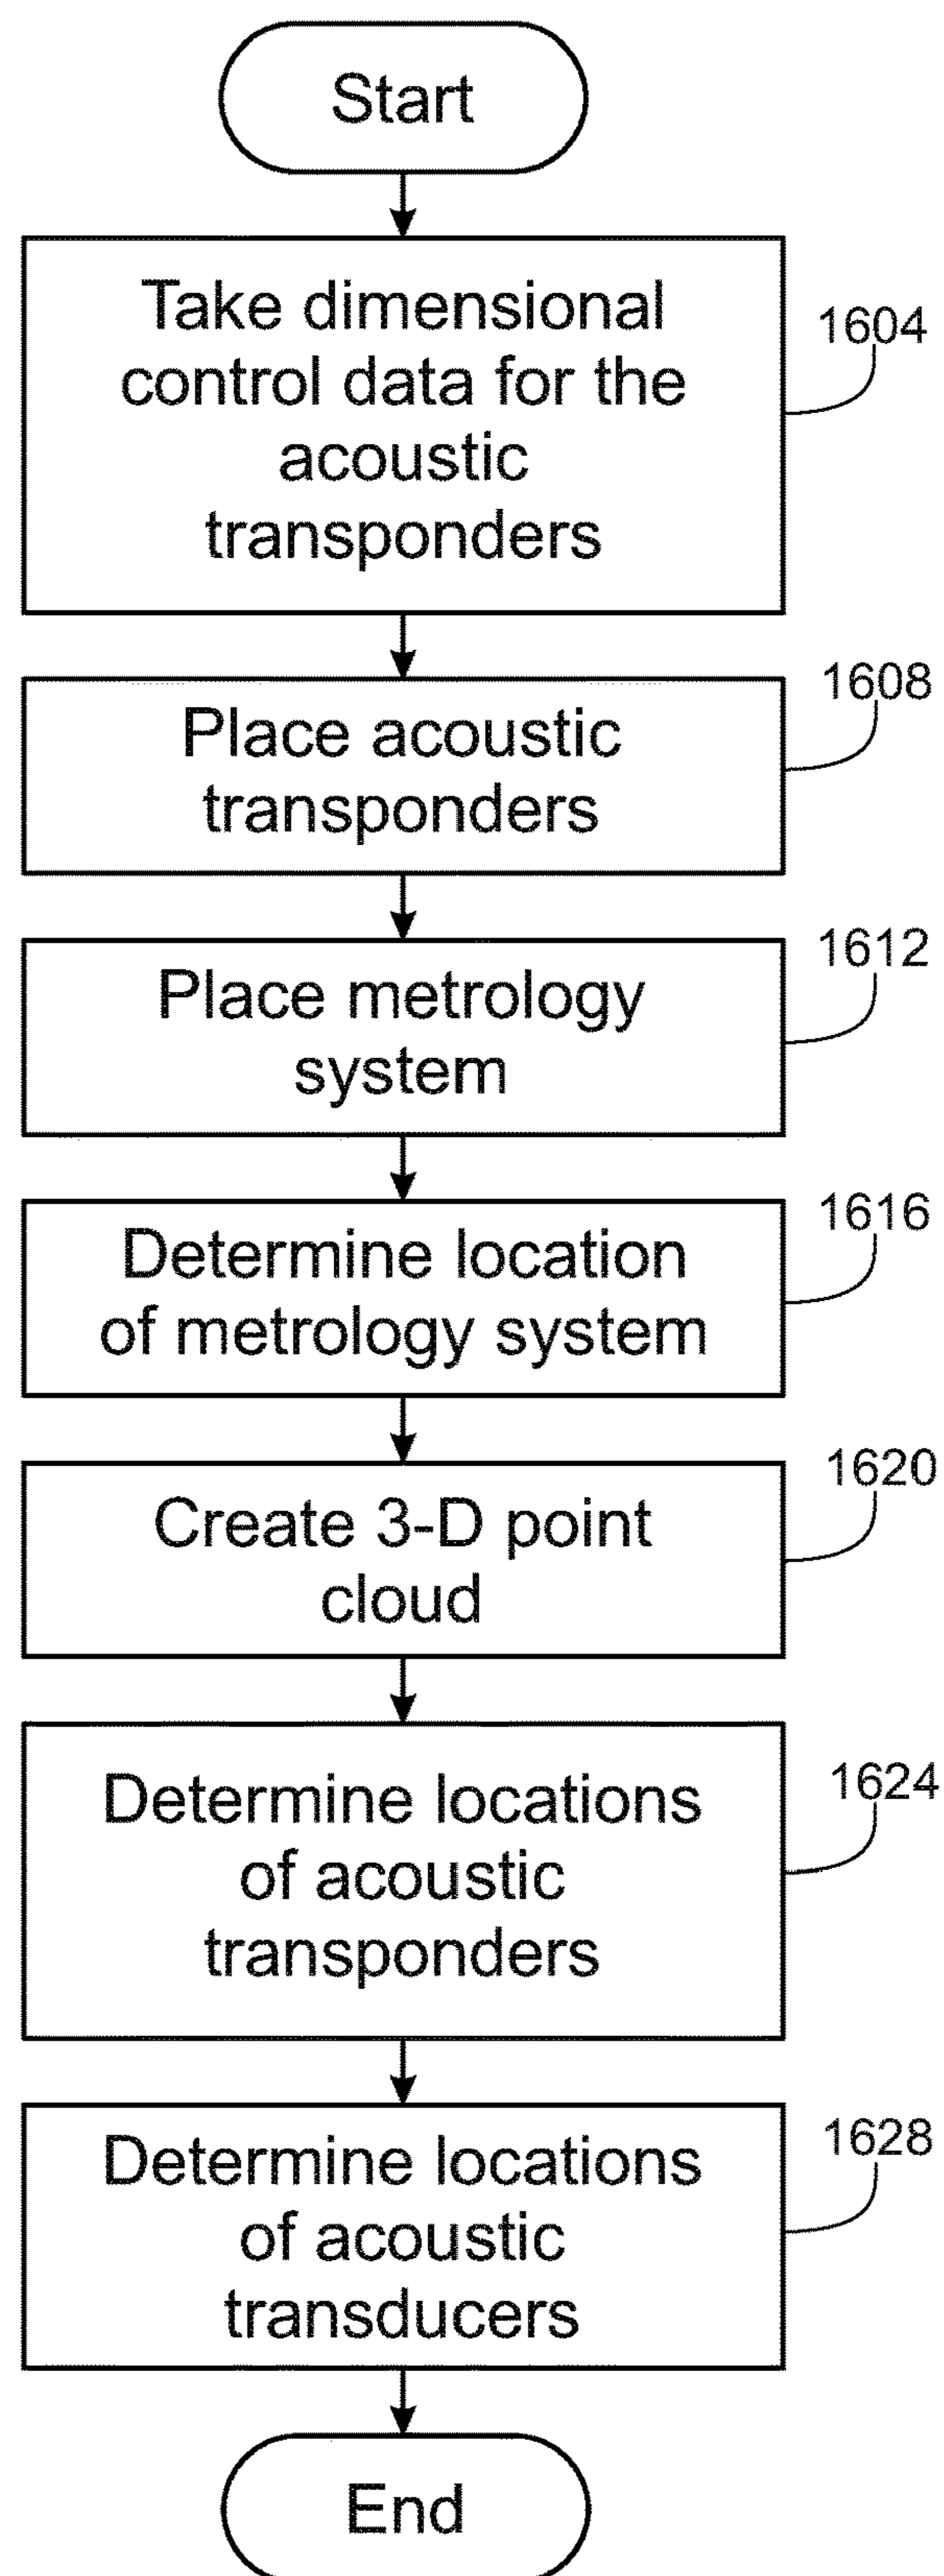 Start
Take dimensional
control data for the
acoustic
transponders
1604
Place acoustic
transponders
1608
Place metrology
system
1612
Determine location
of metrology system
1616
Create 3-D point
cloud
1620
Determine locations
of acoustic
transponders
1624
Determine locations
of acoustic
transducers
1628
End